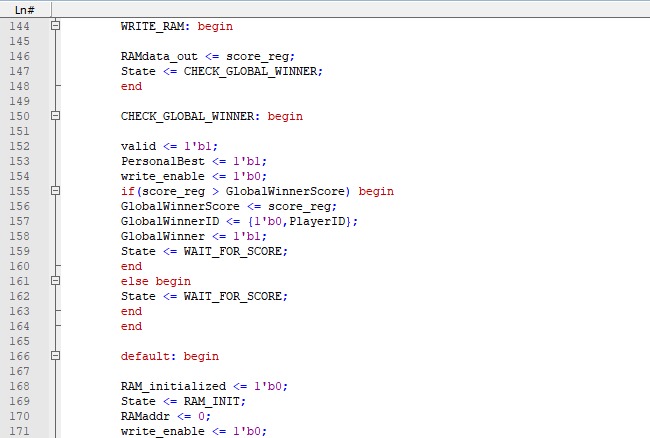 Ln#
144 WRITE_RAM: begin
145
146 RAMdata_out <= score_reg;
147 State <= CHECK_GLOBAL_WINNER;
148 end
149
150 CHECK_GLOBAL_WINNER: begin
151
152 valid <= 1'b1;
153 PersonalBest <= 1'b1;
154 write_enable <= 1'b0;
155 if(score_reg > GlobalWinnerScore) begin
156 GlobalWinnerScore <= score_reg;
157 GlobalWinnerID <= {1'b0,PlayerID};
158 GlobalWinner <= 1'b1;
159 State <= WAIT_FOR_SCORE;
160 end
161 else begin
162 State <= WAIT_FOR_SCORE;
163 end
164 end
165
166 default: begin
167
168 RAM_initialized <= 1'b0;
169 State <= RAM_INIT;
170 RAMaddr <= 0;
171 write_enable <= 1'b0;